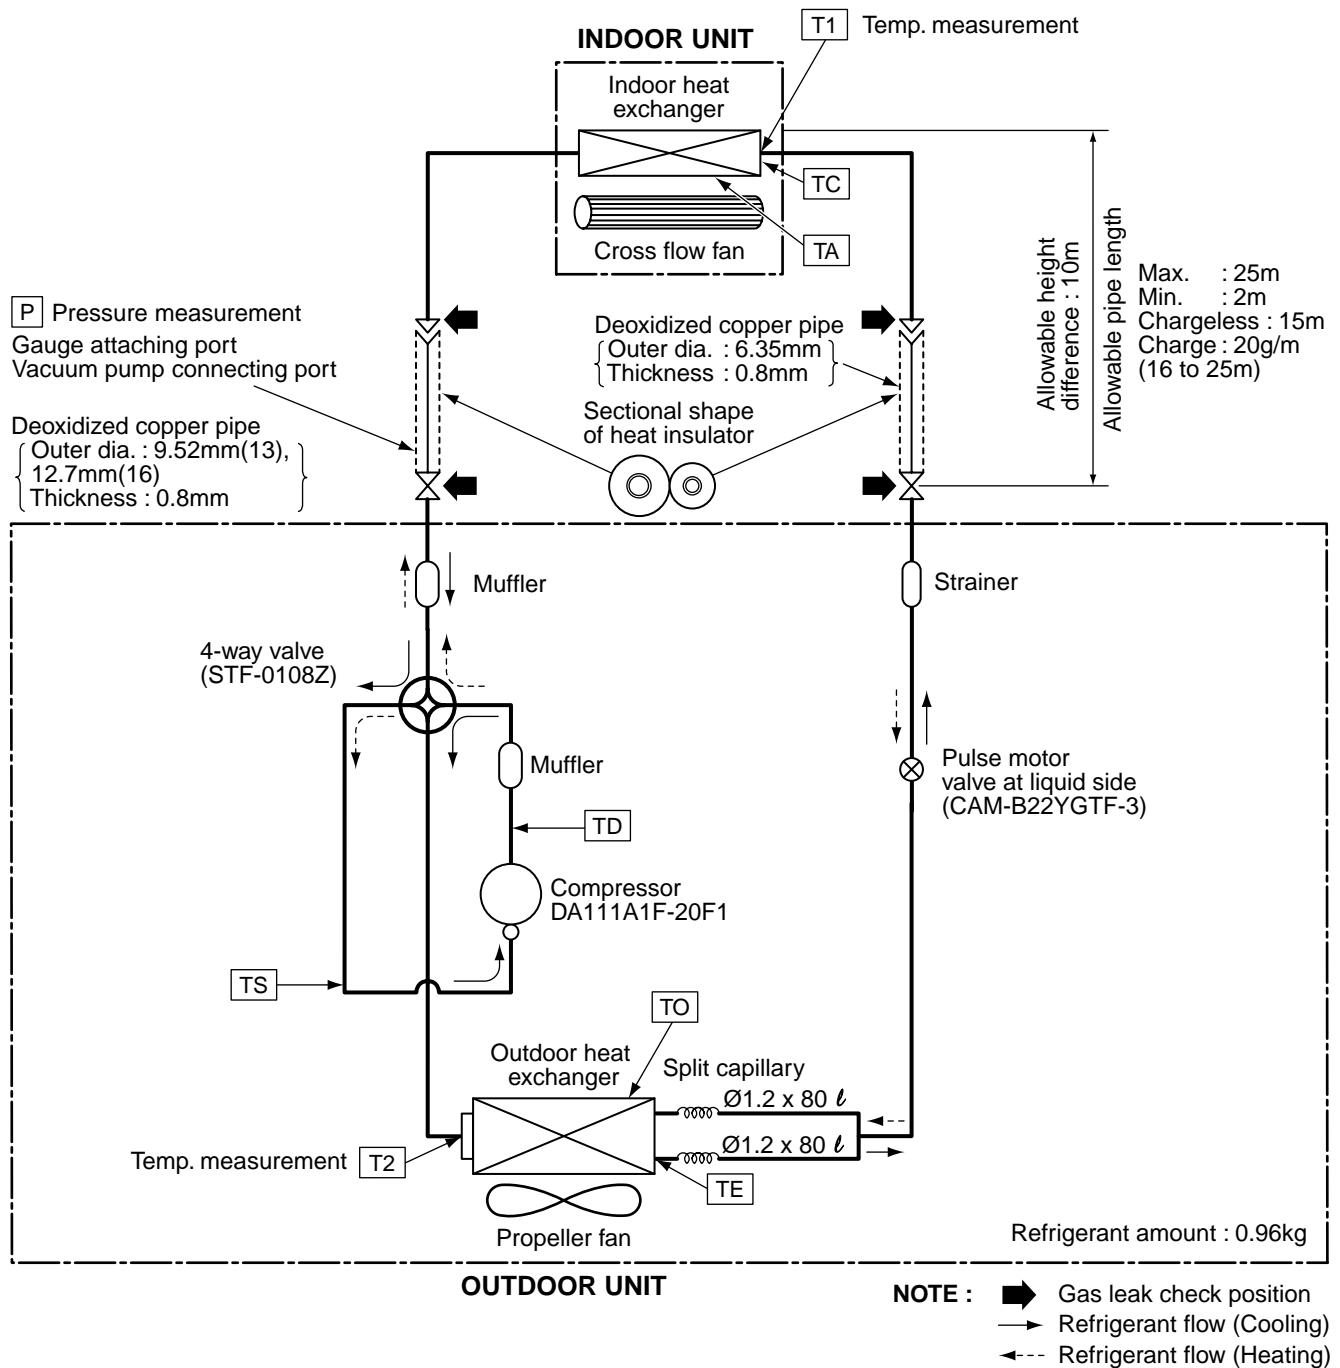 T1 Temp. measurement
INDOOR UNIT
Indoor heat
exchanger
TC
Cross flow fan
TA
Allowable height
difference : 10m
Allowable pipe length
Max. : 25m
Min. : 2m
Chargeless : 15m
Charge : 20g/m
(16 to 25m)
P Pressure measurement
Gauge attaching port
Vacuum pump connecting port
Deoxidized copper pipe
Outer dia. : 6.35mm
Thickness : 0.8mm
Sectional shape
of heat insulator
Deoxidized copper pipe
Outer dia. : 9.52mm(13),
12.7mm(16)
Thickness : 0.8mm
Muffler
Strainer
4-way valve
(STF-0108Z)
Muffler
Pulse motor
valve at liquid side
(CAM-B22YGTF-3)
TD
Compressor
DA111A1F-20F1
TS
TO
Outdoor heat
exchanger
Split capillary
Ø1.2 x 80 ℓ
Ø1.2 x 80 ℓ
Temp. measurement T2
TE
Propeller fan
Refrigerant amount : 0.96kg
OUTDOOR UNIT
NOTE : Gas leak check position
Refrigerant flow (Cooling)
Refrigerant flow (Heating)